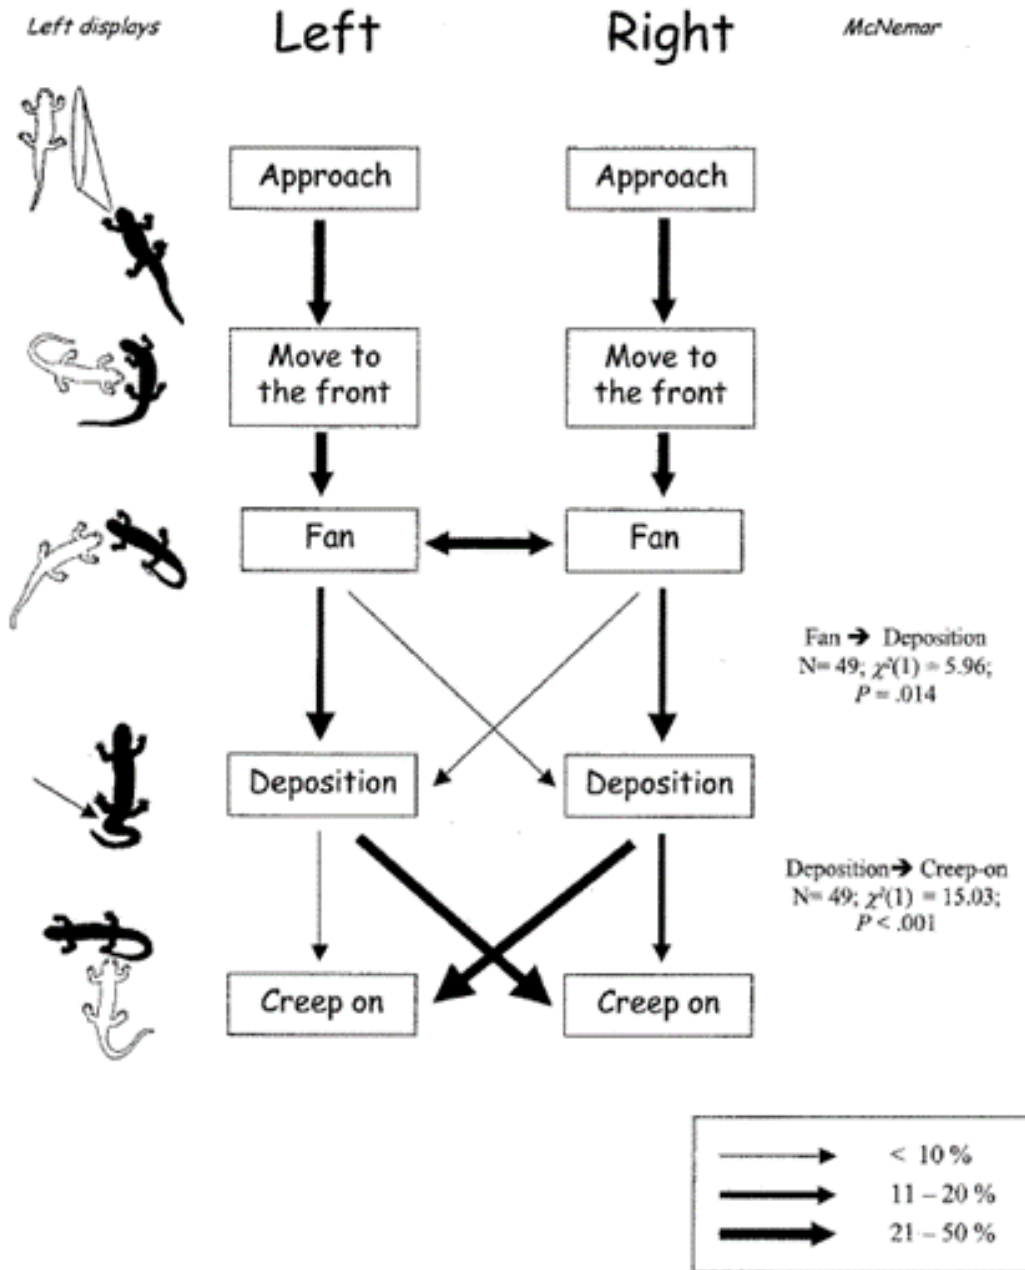 Left displays
Left
Right
McNemar
Approach
Approach
Move to
the front
Move to
the front
Fan
Fan
Fan ➔ Deposition
N= 49; χ²(1) = 5.96;
P = .014
Deposition
Deposition
Deposition➔ Creep-on
N= 49; χ²(1) = 15.03;
P < .001
Creep on
Creep on
< 10 %
11 – 20 %
21 – 50 %